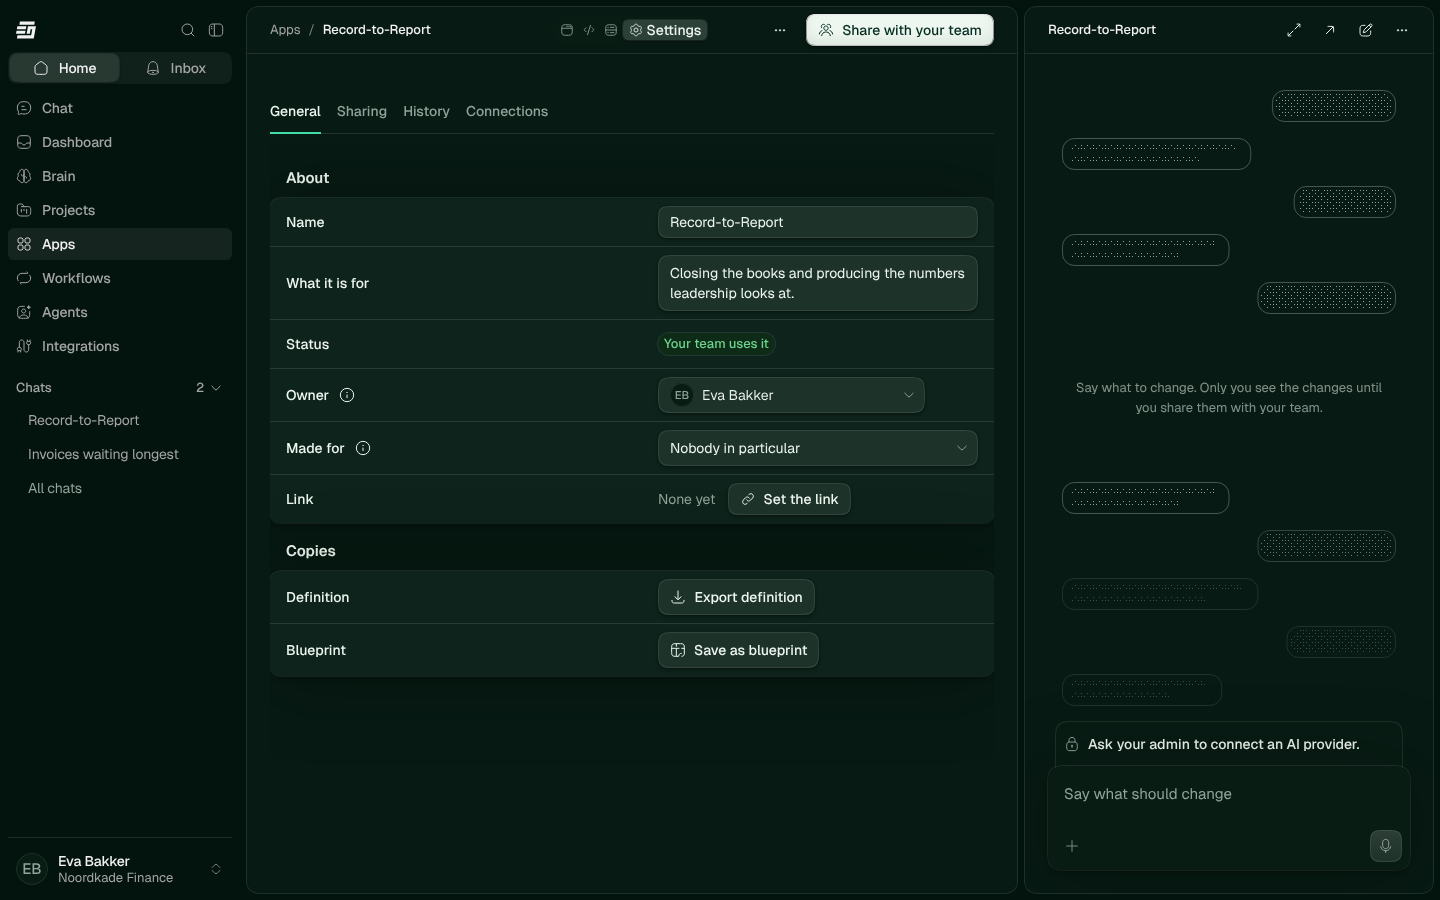 Home
Inbox
Chat
Dashboard
Brain
Projects
Apps
Workflows
Agents
Integrations
Chats 2
Record-to-Report
Invoices waiting longest
All chats
EB
Eva Bakker
Noordkade Finance
Apps / Record-to-Report
Settings
Share with your team
General
Sharing
History
Connections
About
Name
Record-to-Report
What it is for
Closing the books and producing the numbers
leadership looks at.
Status
Your team uses it
Owner
EB Eva Bakker
Made for
Nobody in particular
Link
None yet
Set the link
Copies
Definition
Export definition
Blueprint
Save as blueprint
Record-to-Report
Say what to change. Only you see the changes until
you share them with your team.
Ask your admin to connect an AI provider.
Say what should change